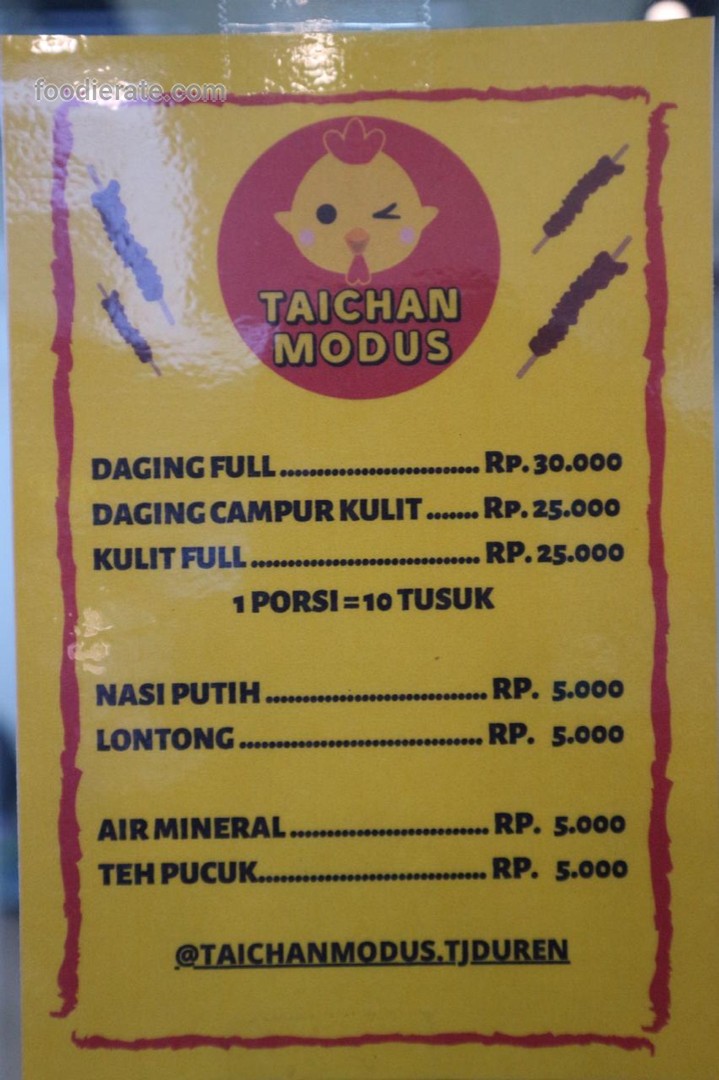 foodierate.com
TAICHAN
MODUS
DAGING FULL ............................ Rp. 30.000
DAGING CAMPUR KULIT ....... Rp. 25.000
KULIT FULL ................................ RP. 25.000
1 PORSI = 10 TUSUK
NASI PUTIH .............................. RP. 5.000
LONTONG ................................. RP. 5.000
AIR MINERAL ........................... RP. 5.000
TEH PUCUK............................... RP. 5.000
@TAICHANMODUS.TJDUREN